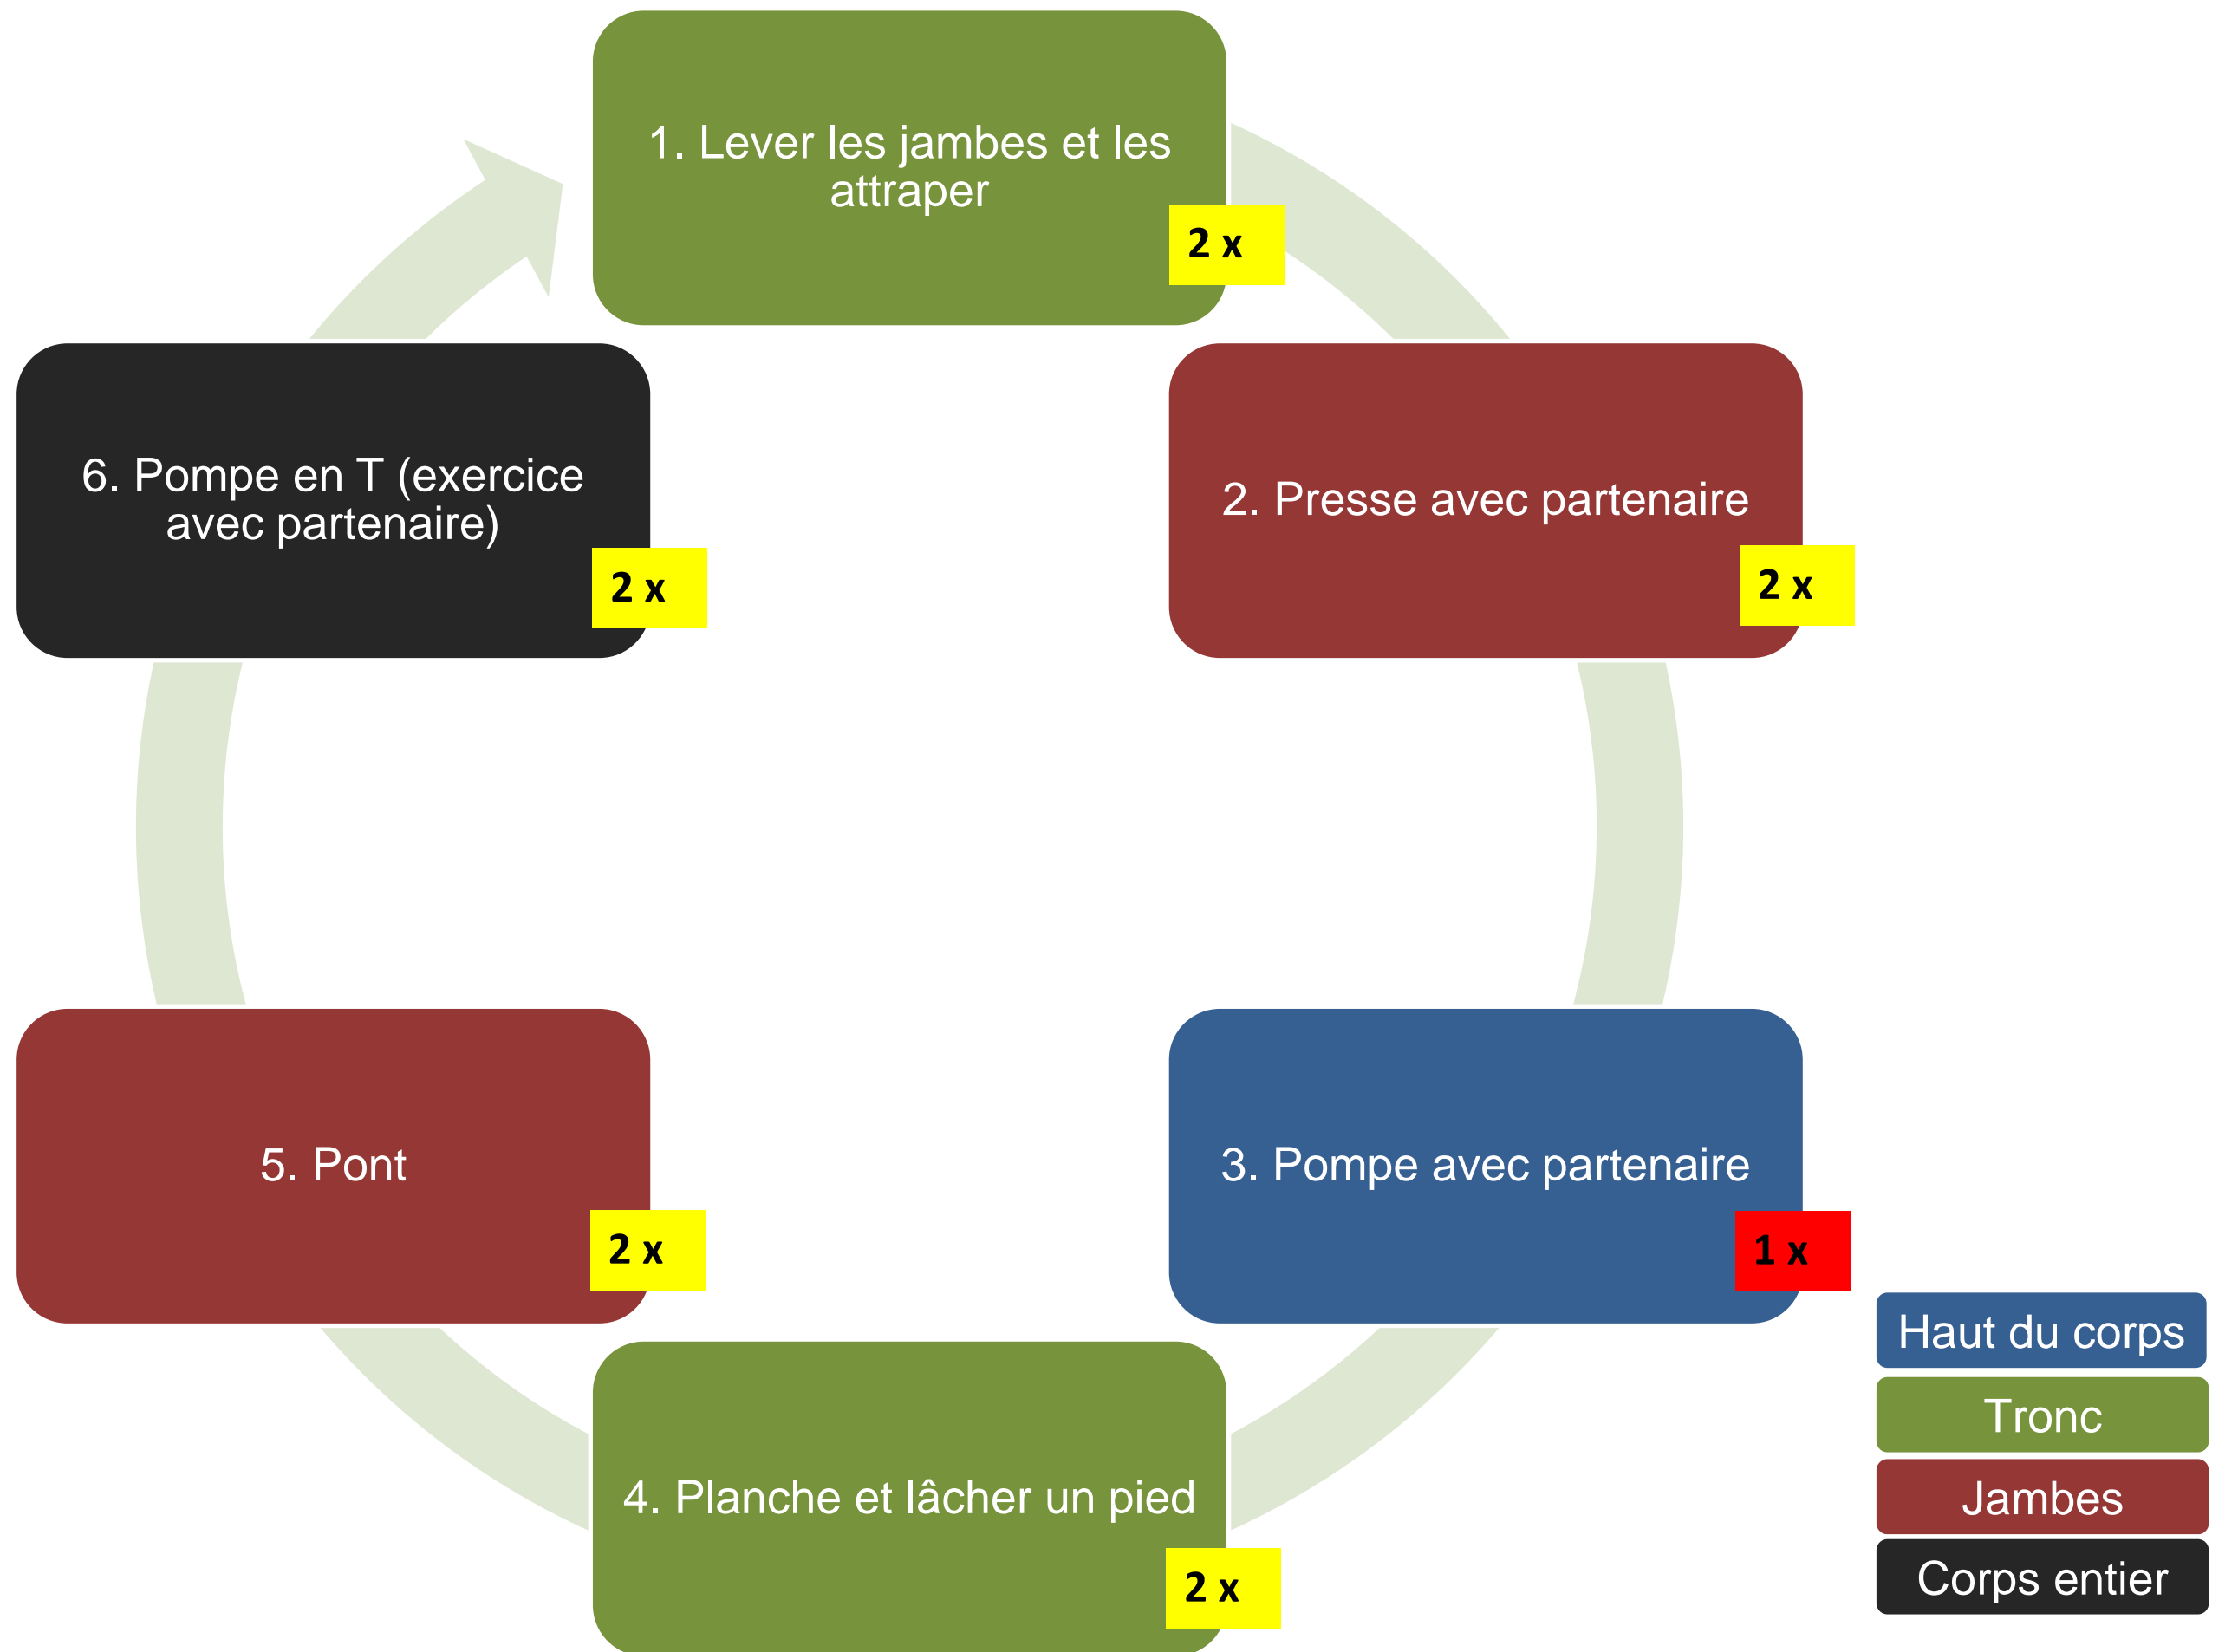 1. Lever les jambes et les
attraper
2 x
2. Presse avec partenaire
2 x
3. Pompe avec partenaire
1 x
4. Planche et lâcher un pied
2 x
5. Pont
2 x
6. Pompe en T (exercice
avec partenaire)
2 x
Haut du corps
Tronc
Jambes
Corps entier